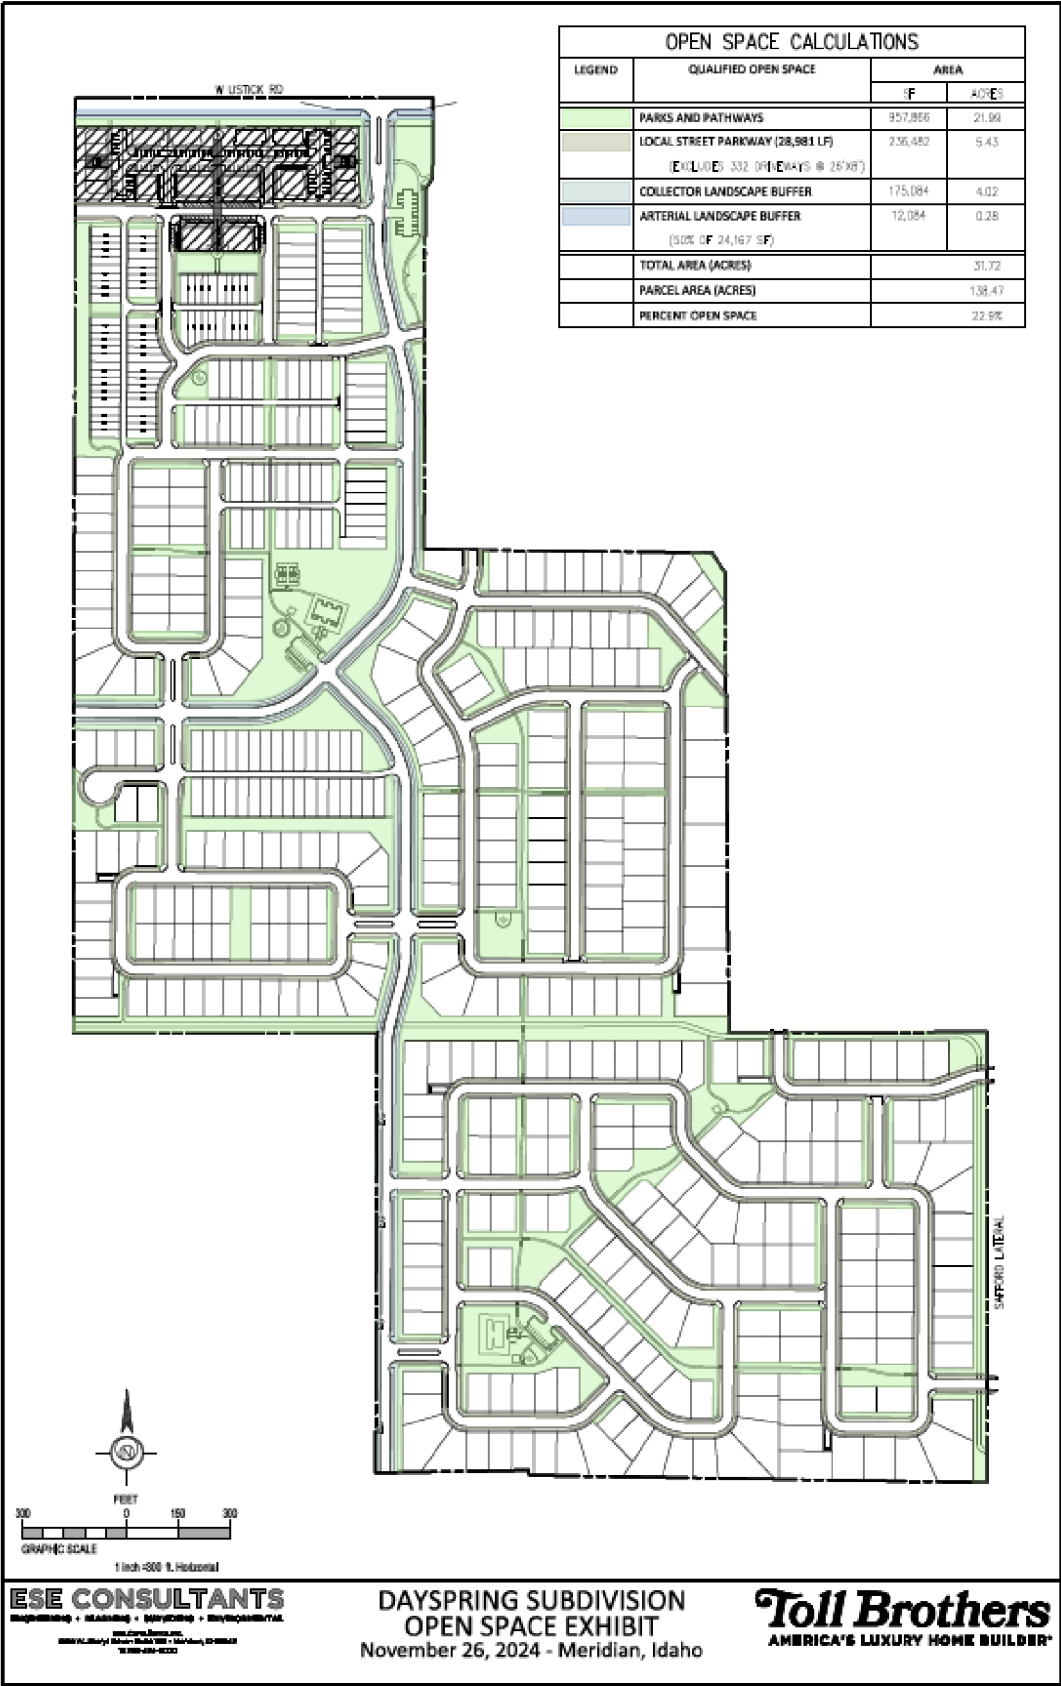 OPEN SPACE CALCULATIONS
LEGEND QUALIFIED OPEN SPACE AREA
SF ACRES
PARKS AND PATHWAYS 957,866 21.99
LOCAL STREET PARKWAY (28,981 LF) 236,482 5.43
(EXCLUDES 332 DRIVEWAYS @ 26'X8')
COLLECTOR LANDSCAPE BUFFER 175,084 4.02
ARTERIAL LANDSCAPE BUFFER 12,084 0.28
(50% OF 24,167 SF)
TOTAL AREA (ACRES) 31.72
PARCEL AREA (ACRES) 138.47
PERCENT OPEN SPACE 22.9%
W USTICK RD
SAFFORD LATERAL
N
FEET
300 0 150 300
GRAPHIC SCALE
1 inch =300 ft. Horizontal
ESE CONSULTANTS
ENGINEERING • PLANNING • SURVEYING • ENVIRONMENTAL
DAYSPRING SUBDIVISION
OPEN SPACE EXHIBIT
November 26, 2024 - Meridian, Idaho
Toll Brothers
AMERICA'S LUXURY HOME BUILDER®